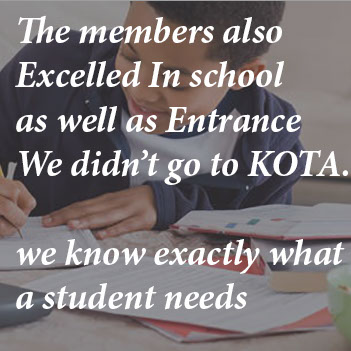 The members also
Excelled In school
as well as Entrance
We didn't go to KOTA.
we know exactly what
a student needs